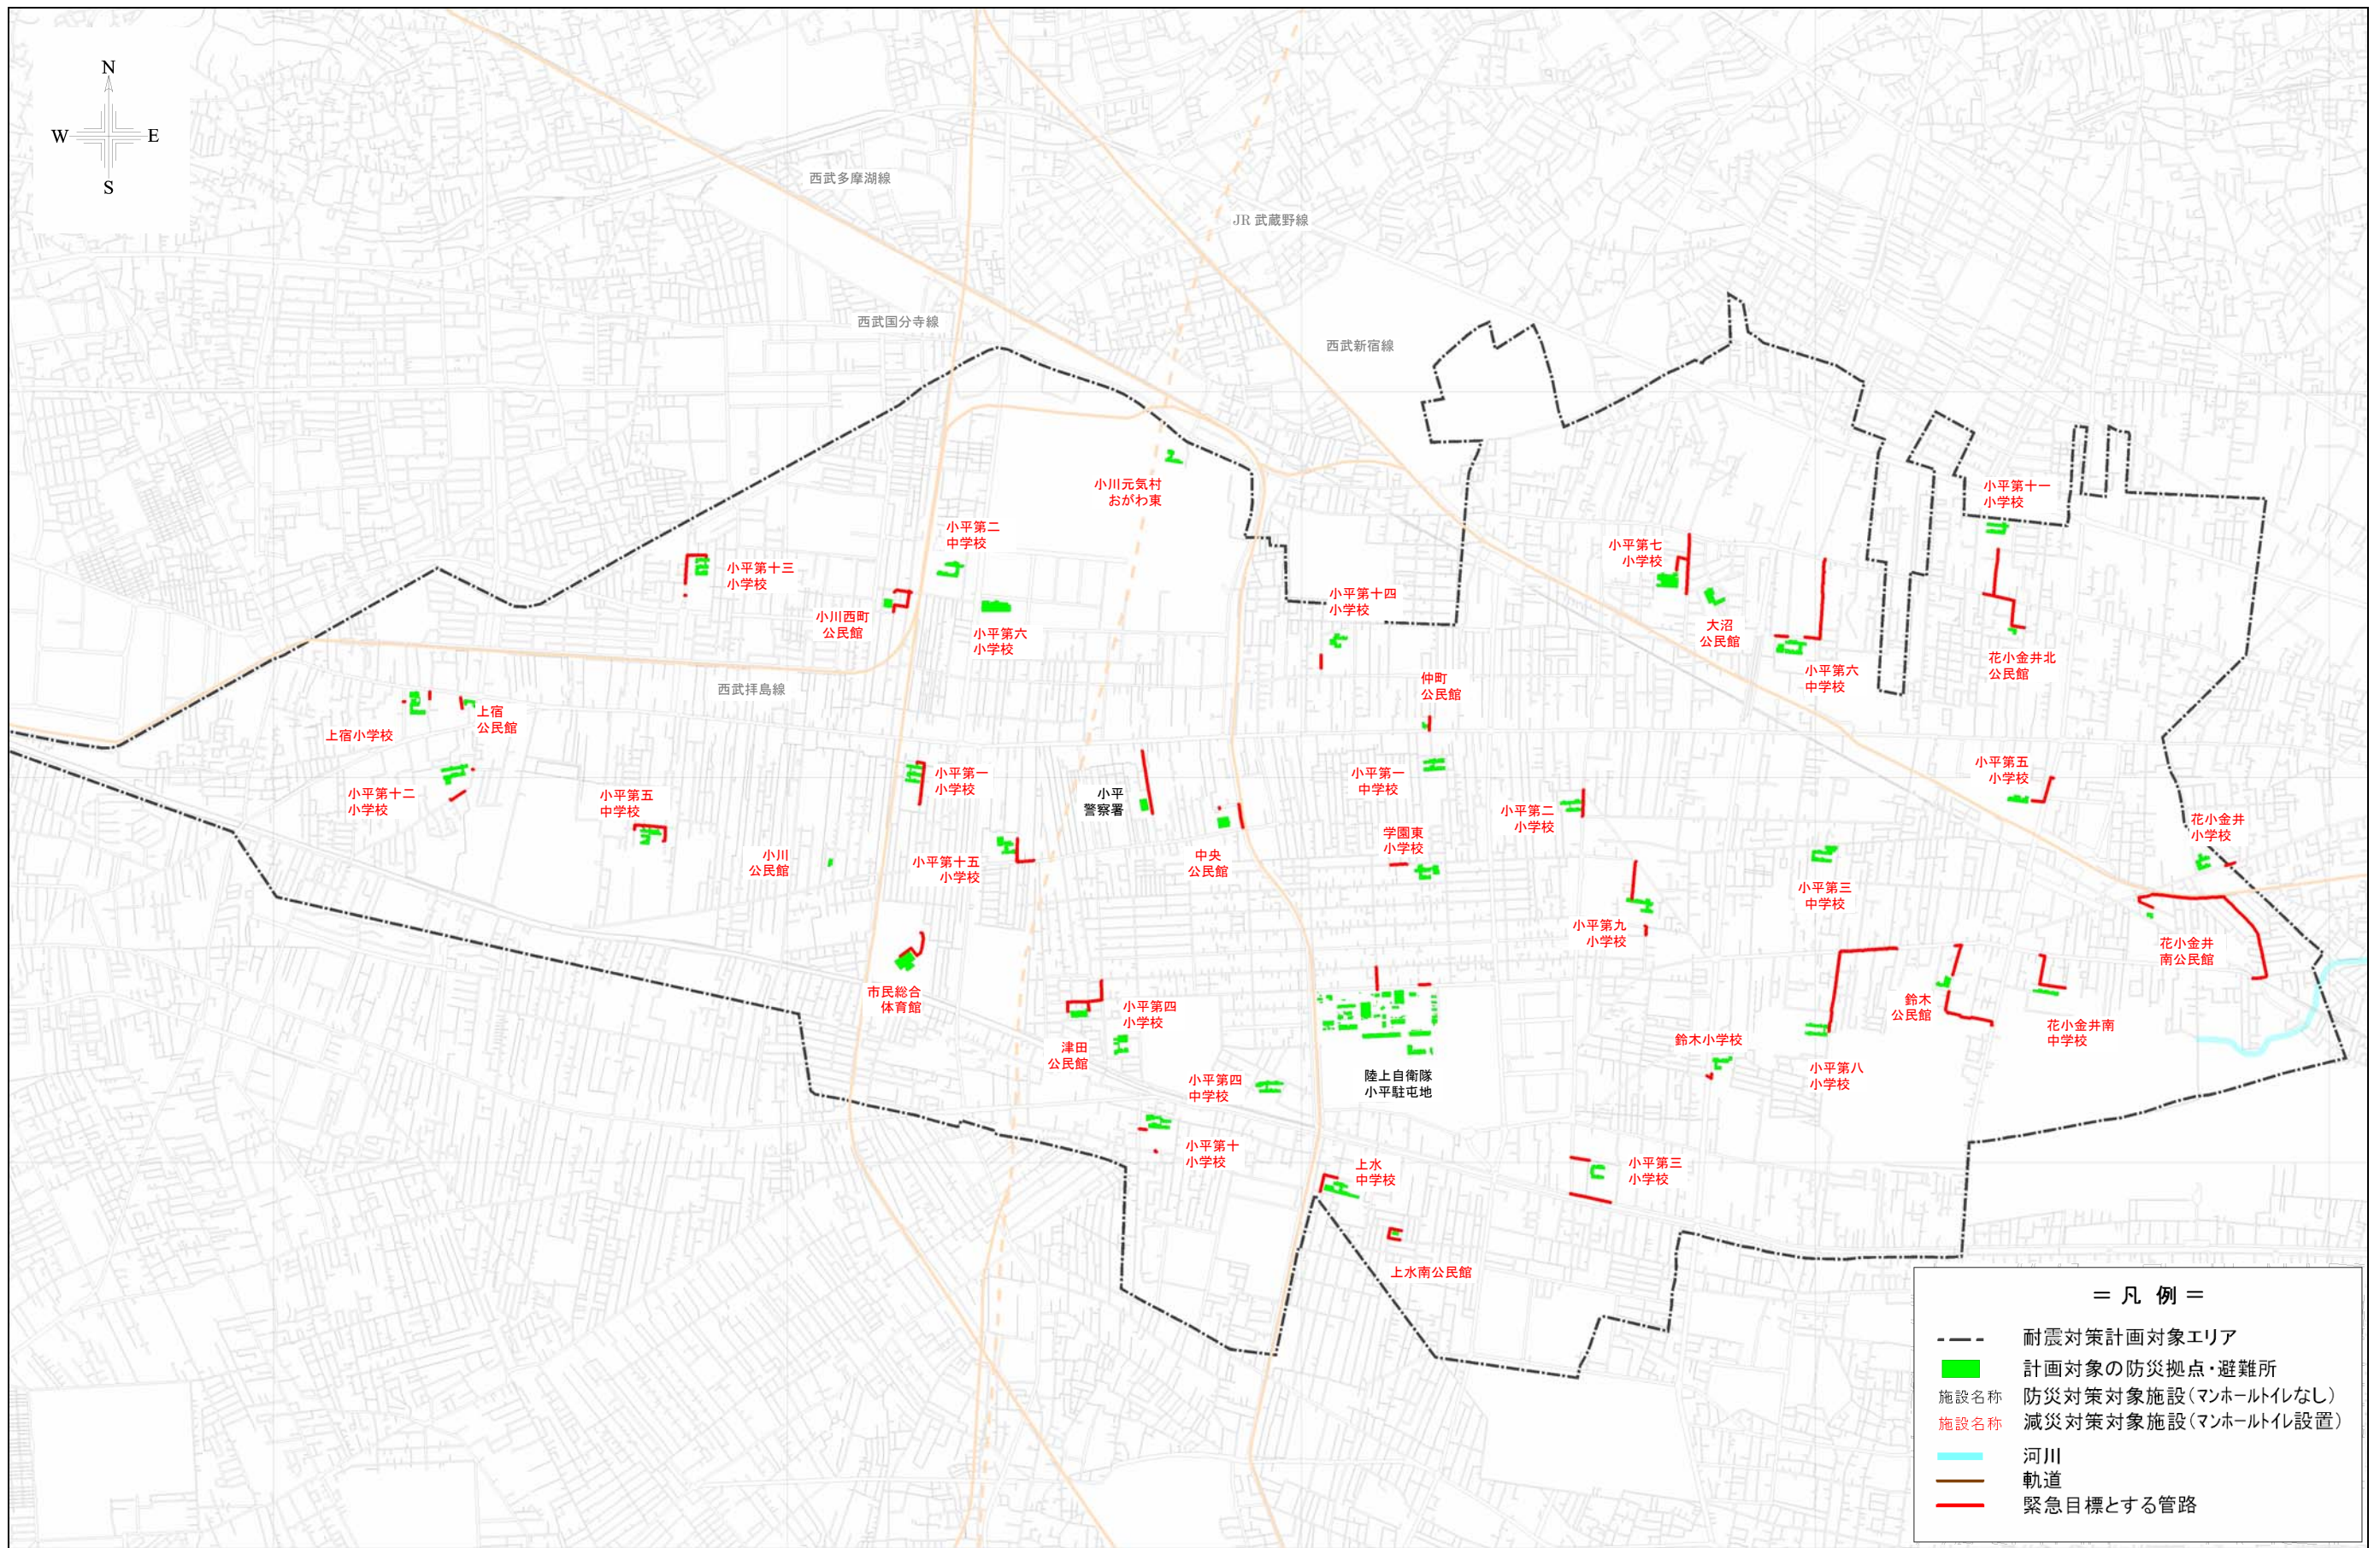 N
W
E
S
西武多摩湖線
JR 武蔵野線
西武国分寺線
西武新宿線
小川元気村
おがわ東
小平第十一
小学校
小平第二
中学校
小平第七
小学校
小平第十三
小学校
小平第十四
小学校
小川西町
公民館
小平第六
小学校
大沼
公民館
花小金井北
公民館
小平第六
中学校
仲町
公民館
西武拝島線
上宿
公民館
上宿小学校
小平第五
小学校
小平第一
小学校
小平第一
中学校
小平
警察署
小平第十二
小学校
小平第五
中学校
小平第二
小学校
花小金井
小学校
学園東
小学校
小川
公民館
小平第十五
小学校
中央
公民館
小平第三
中学校
小平第九
小学校
花小金井
南公民館
市民総合
体育館
小平第四
小学校
鈴木
公民館
花小金井南
中学校
鈴木小学校
津田
公民館
小平第八
小学校
陸上自衛隊
小平駐屯地
小平第四
中学校
小平第十
小学校
上水
中学校
小平第三
小学校
上水南公民館
＝ 凡 例 ＝
耐震対策計画対象エリア
計画対象の防災拠点・避難所
施設名称 防災対策対象施設(マンホールトイレなし)
施設名称 減災対策対象施設(マンホールトイレ設置)
河川
軌道
緊急目標とする管路